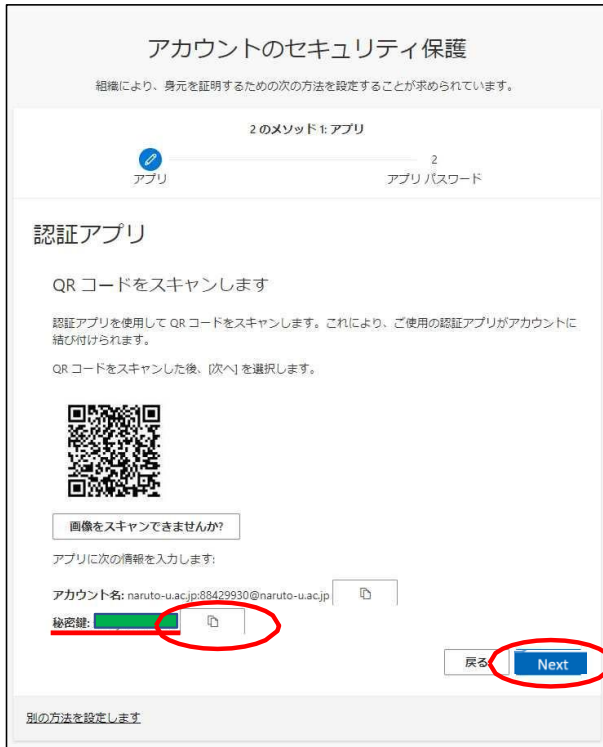 アカウントのセキュリティ保護
組織により、身元を証明するための次の方法を設定することが求められています。
2 のメソッド 1: アプリ
2
アプリ
アプリ パスワード
認証アプリ
QR コードをスキャンします
認証アプリを使用して QR コードをスキャンします。これにより、ご使用の認証アプリがアカウントに
結び付けられます。
QR コードをスキャンした後、[次へ] を選択します。
画像をスキャンできませんか?
アプリに次の情報を入力します:
アカウント名: naruto-u.ac.jp:88429930@naruto-u.ac.jp
秘密鍵:
戻る
Next
別の方法を設定します